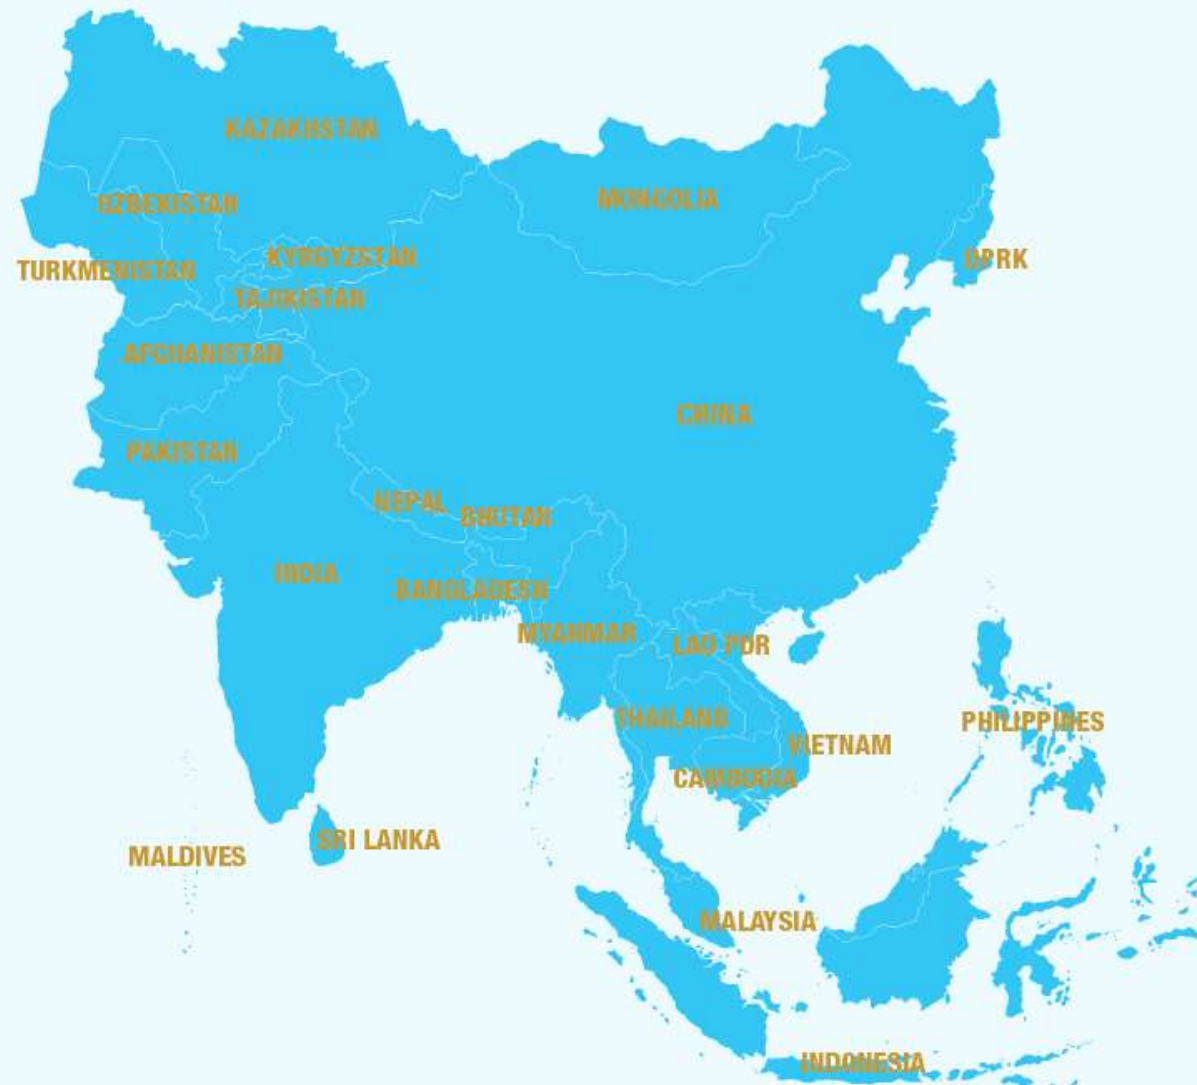 KAZAKHSTAN
MONGOLIA
UZBEKISTAN
KYRGYZSTAN
DPRK
TURKMENISTAN
TAJIKISTAN
AFGHANISTAN
CHINA
PAKISTAN
NEPAL
BHUTAN
INDIA
BANGLADESH
MYANMAR
LAO PDR
THAILAND
PHILIPPINES
VIETNAM
CAMBODIA
SRI LANKA
MALDIVES
MALAYSIA
INDONESIA